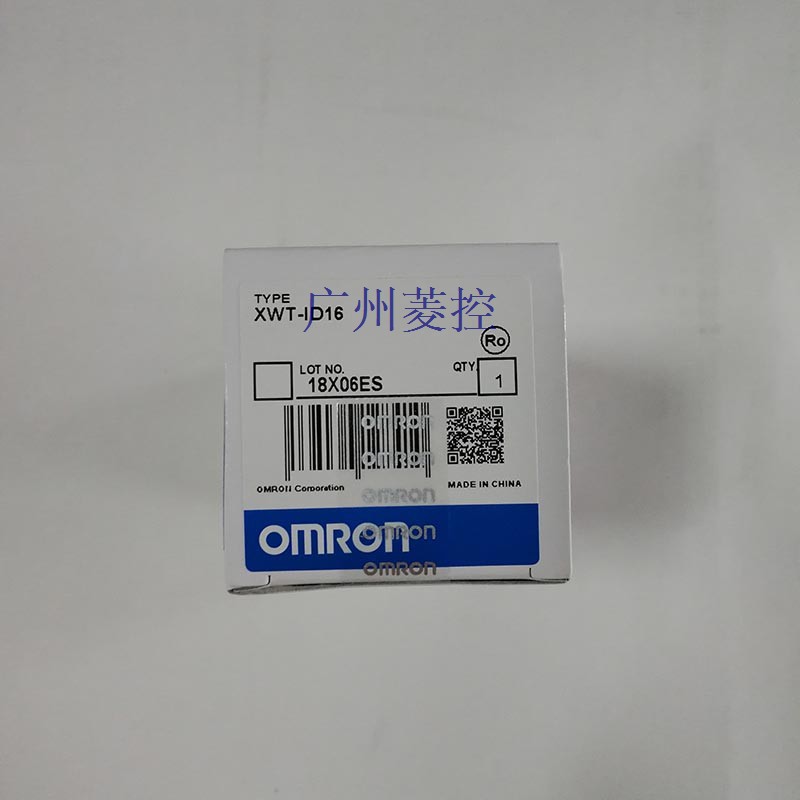 TYPE
XWT-ID16
广州菱控
Ro
LOT NO.
18X06ES
QTY.
1
OMRON
OMRON
OMRON
OMRON
OMRON
OMRON Corporation
MADE IN CHINA
OMRON